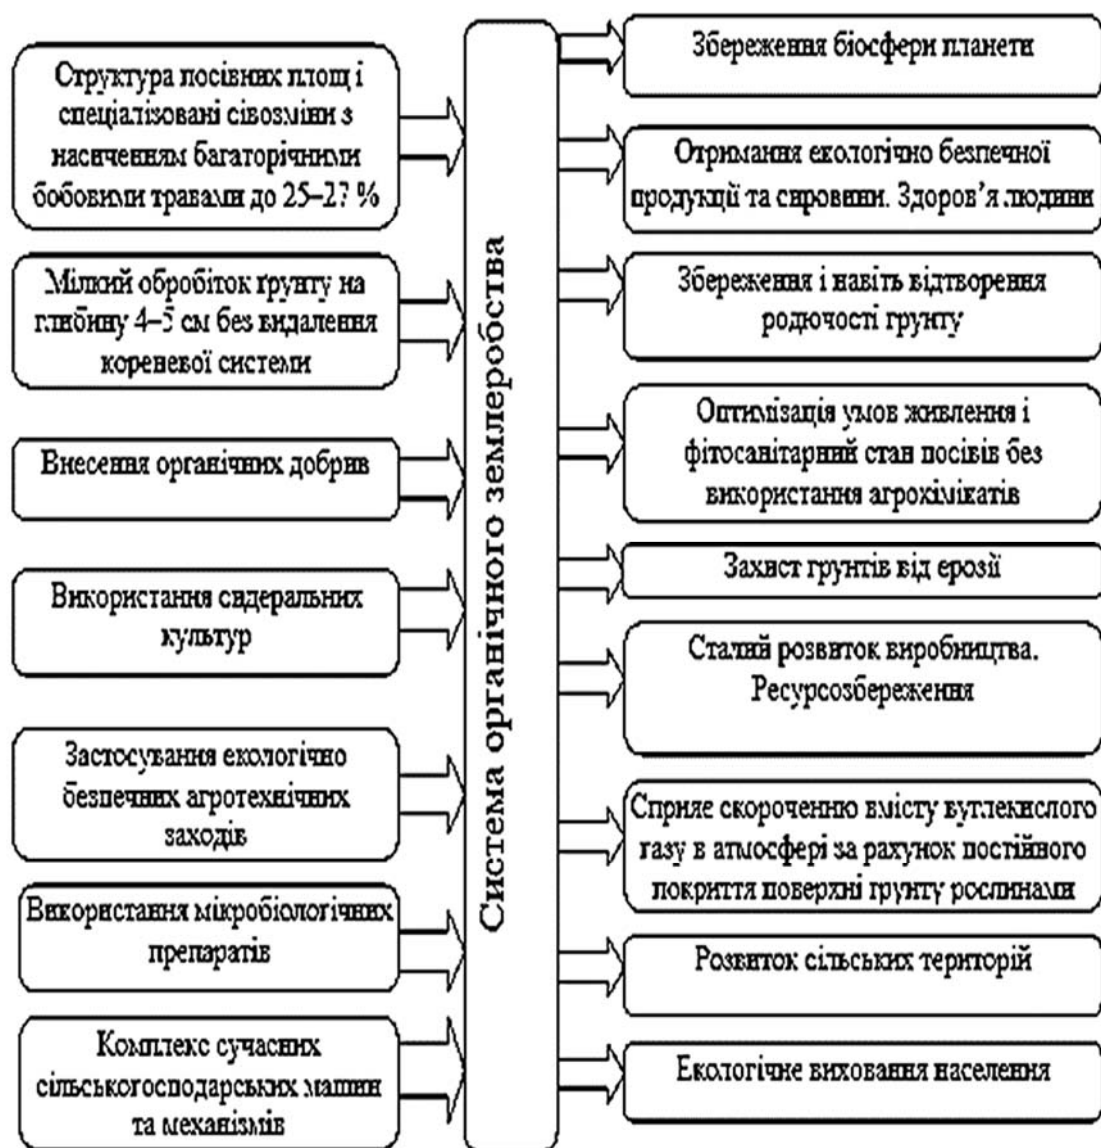 Структура посівних площ і
спеціалізовані сівозміни з
насиченням багаторічними
бобовими травами до 25–27 %
Мілкий обробіток ґрунту на
глибину 4–5 см без видалення
кореневої системи
Внесення органічних добрив
Використання сидеральних
культур
Застосування екологічно
безпечних агротехнічних
заходів
Використання мікробіологічних
препаратів
Комплекс сучасних
сільськогосподарських машин
та механізмів
Система органічного землеробства
Збереження біосфери планети
Отримання екологічно безпечної
продукції та сировини. Здоров’я людини
Збереження і навіть відтворення
родючості грунту
Оптимізація умов живлення і
фітосанітарний стан посівів без
використання агрохімікатів
Захист грунтів від ерозії
Сталий розвиток виробництва.
Ресурсозбереження
Сприяє скороченню вмісту вуглекислого
газу в атмосфері за рахунок постійного
покриття поверхні грунту рослинами
Розвиток сільських територій
Екологічне виховання населення